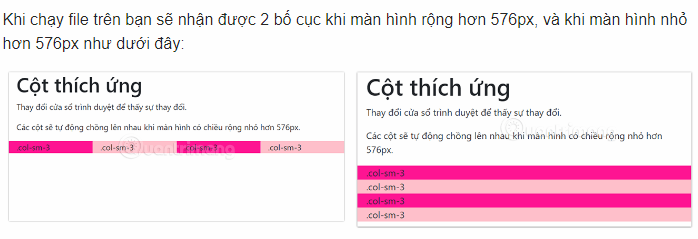 Khi chạy file trên bạn sẽ nhận được 2 bố cục khi màn hình rộng hơn 576px, và khi màn hình nhỏ
hơn 576px như dưới đây:
Cột thích ứng
Thay đổi cửa sổ trình duyệt để thấy sự thay đổi.
Các cột sẽ tự động chồng lên nhau khi màn hình có chiều rộng nhỏ hơn 576px.
.col-sm-3 .col-sm-3 .col-sm-3 .col-sm-3
Quantrimang
Cột thích ứng
Thay đổi cửa sổ trình duyệt để thấy sự thay đổi.
Các cột sẽ tự động chồng lên nhau khi màn hình có chiều rộng nhỏ hơn
576px.
.col-sm-3
.col-sm-3
.col-sm-3
.col-sm-3